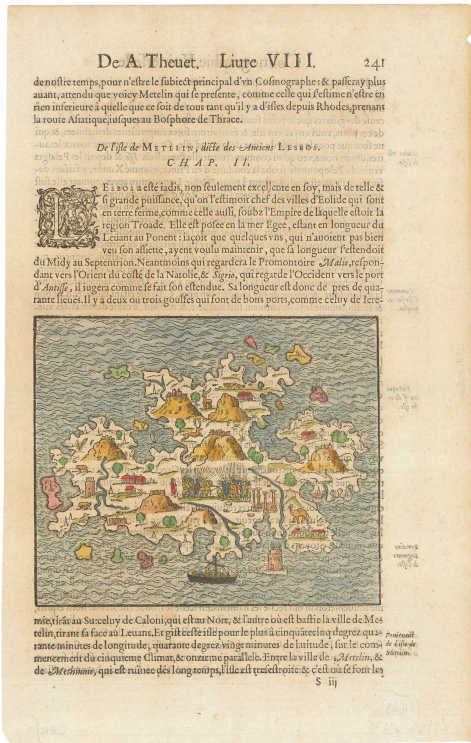 De A. Theuet. Liure VIII. 241
de nostre temps, pour n'estre le subiect principal d'vn Cosmographe: & passeray plus
auant, attendu que voicy Metelin qui se presente, comme celle qui s'estime n'estre en
rien inferieure à quelle que ce soit de tout tant qu'il y a d'isles depuis Rhodes, prenant
la route Asiatique, iusques au Bosphore de Thrace.
De l'isle de METELIN, dicte des Anciens LESBOS.
CHAP. II.
LESBOS a esté iadis, non seulement excellente en soy, mais de telle &
si grande puissance, qu'on l'estimoit chef des villes d'Eolide qui sont
en terre ferme, comme celle aussi, soubz l'Empire de laquelle estoit la
region Troade. Elle est posee en la mer Egee, estant en longueur du
Leuant au Ponent: iaçoit que quelques vns, qui n'auoient pas bien
veu son assiette, ayent voulu maintenir, que sa longueur s'estendoit
du Midy au Septentrion. Neantmoins qui regardera le Promontoire Malie, respon-
dant vers l'Orient du costé de la Natolie, & Sigrio, qui regarde l'Occident vers le port
d'Antisse, il iugera comme se fait son estendue. Sa longueur est donc de pres de qua-
rante lieues. Il y a deux ou trois goulfes qui font de bons ports, comme celuy de Iere-
mie, tirāt au Su: celuy de Caloni, qui est au Nort, & l'autre où est bastie la ville de Me-
telin, tirant sa face au Leuant. Et gist ceste isle pour le plus à cinquātecinq degrez qua-
rante minutes de longitude, quarante degrez vingt minutes de latitude, sur le com-
mencement du cinquieme Climat, & onzieme parallele. Entre la ville de Metelin, &
de Methimne, qui est ruinee dés long temps, l'isle est tresestroite: & c'est où se font les
de Metelin.
S iij